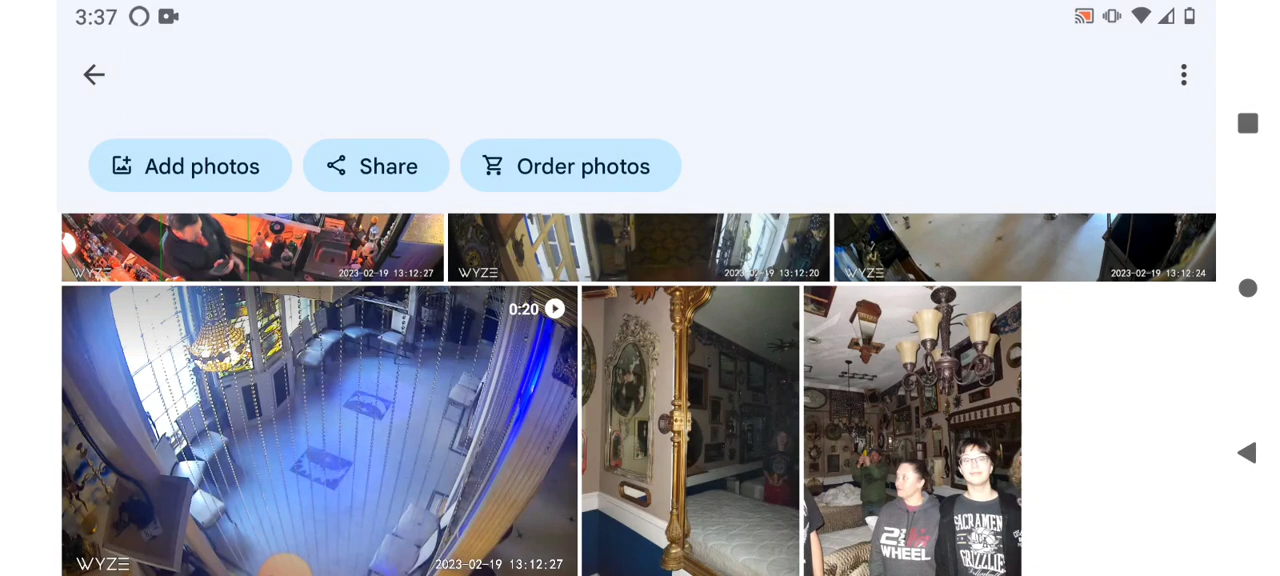 3:37
Add photos
Share
Order photos
WYZE
2023-02-19 13:12:27
WYZE
2023-02-19 13:12:20
WYZE
2023-02-19 13:12:24
0:20
WYZE
2023-02-19 13:12:27
WHEEL
SACRAMEN
GRIZZLIE